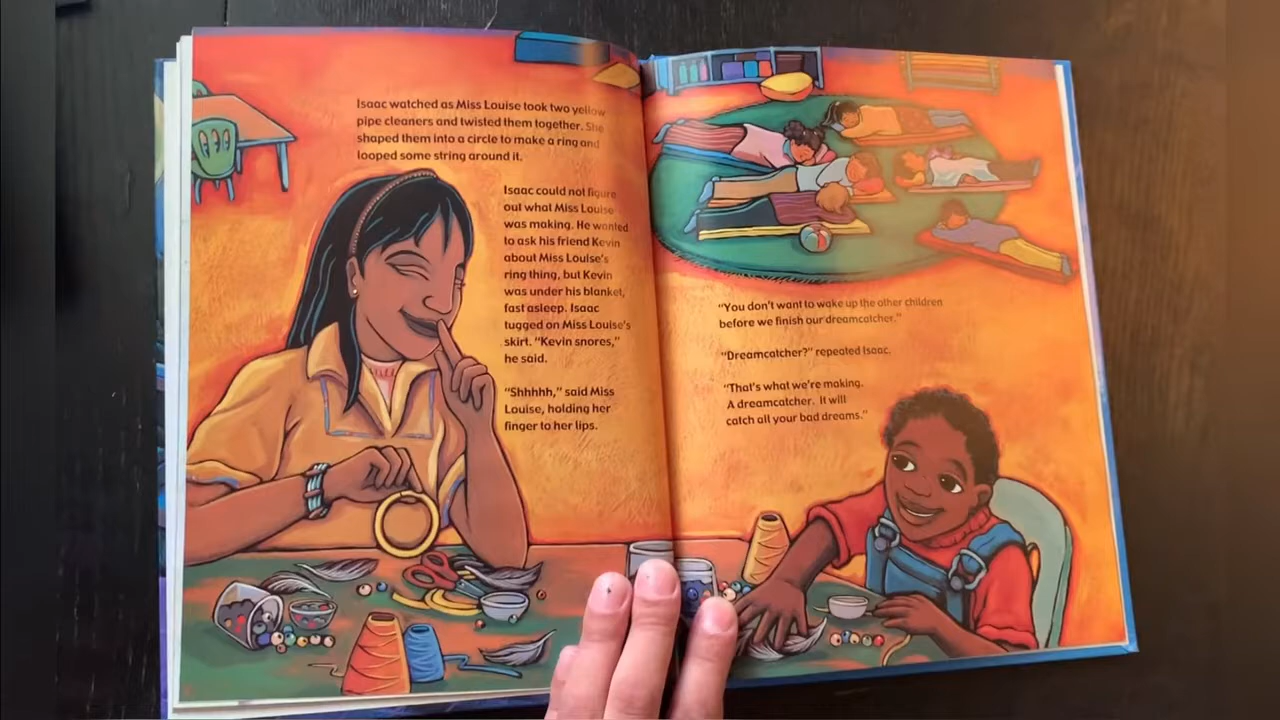 Isaac watched as Miss Louise took two yellow
pipe cleaners and twisted them together. She
shaped them into a circle to make a ring and
looped some string around it.
Isaac could not figure
out what Miss Louise
was making. He wanted
to ask his friend Kevin
about Miss Louise's
ring thing, but Kevin
was under his blanket,
fast asleep. Isaac
tugged on Miss Louise's
skirt. “Kevin snores,”
he said.
“Shhhhh,” said Miss
Louise, holding her
finger to her lips.
“You don't want to wake up the other children
before we finish our dreamcatcher.”
“Dreamcatcher?” repeated Isaac.
“That's what we're making.
A dreamcatcher. It will
catch all your bad dreams.”